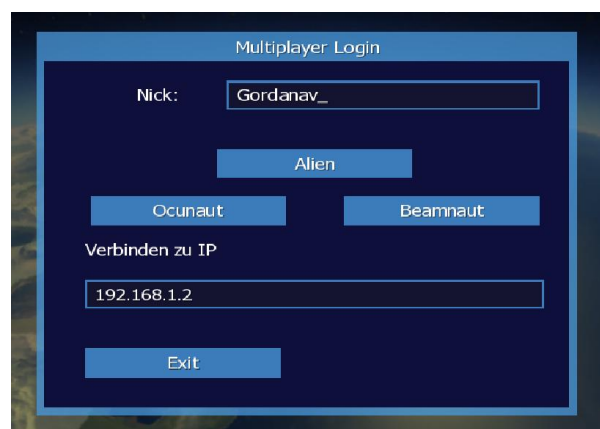 Multiplayer Login
Nick: Gordanav_
Alien
Ocunaut Beamnaut
Verbinden zu IP
192.168.1.2
Exit